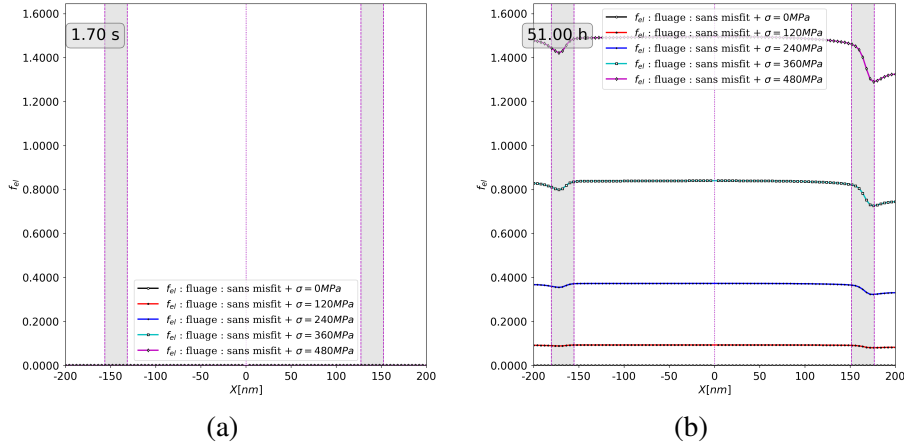 1.6000
1.4000
1.2000
1.0000
0.8000
0.6000
0.4000
0.2000
0.0000
f_el
1.70 s
f_el : fluage : sans misfit + σ = 0MPa
f_el : fluage : sans misfit + σ = 120MPa
f_el : fluage : sans misfit + σ = 240MPa
f_el : fluage : sans misfit + σ = 360MPa
f_el : fluage : sans misfit + σ = 480MPa
-200 -150 -100 -50 0 50 100 150 200
X[nm]
(a)
1.6000
1.4000
1.2000
1.0000
0.8000
0.6000
0.4000
0.2000
0.0000
f_el
51.00 h
f_el : fluage : sans misfit + σ = 0MPa
f_el : fluage : sans misfit + σ = 120MPa
f_el : fluage : sans misfit + σ = 240MPa
f_el : fluage : sans misfit + σ = 360MPa
f_el : fluage : sans misfit + σ = 480MPa
-200 -150 -100 -50 0 50 100 150 200
X[nm]
(b)